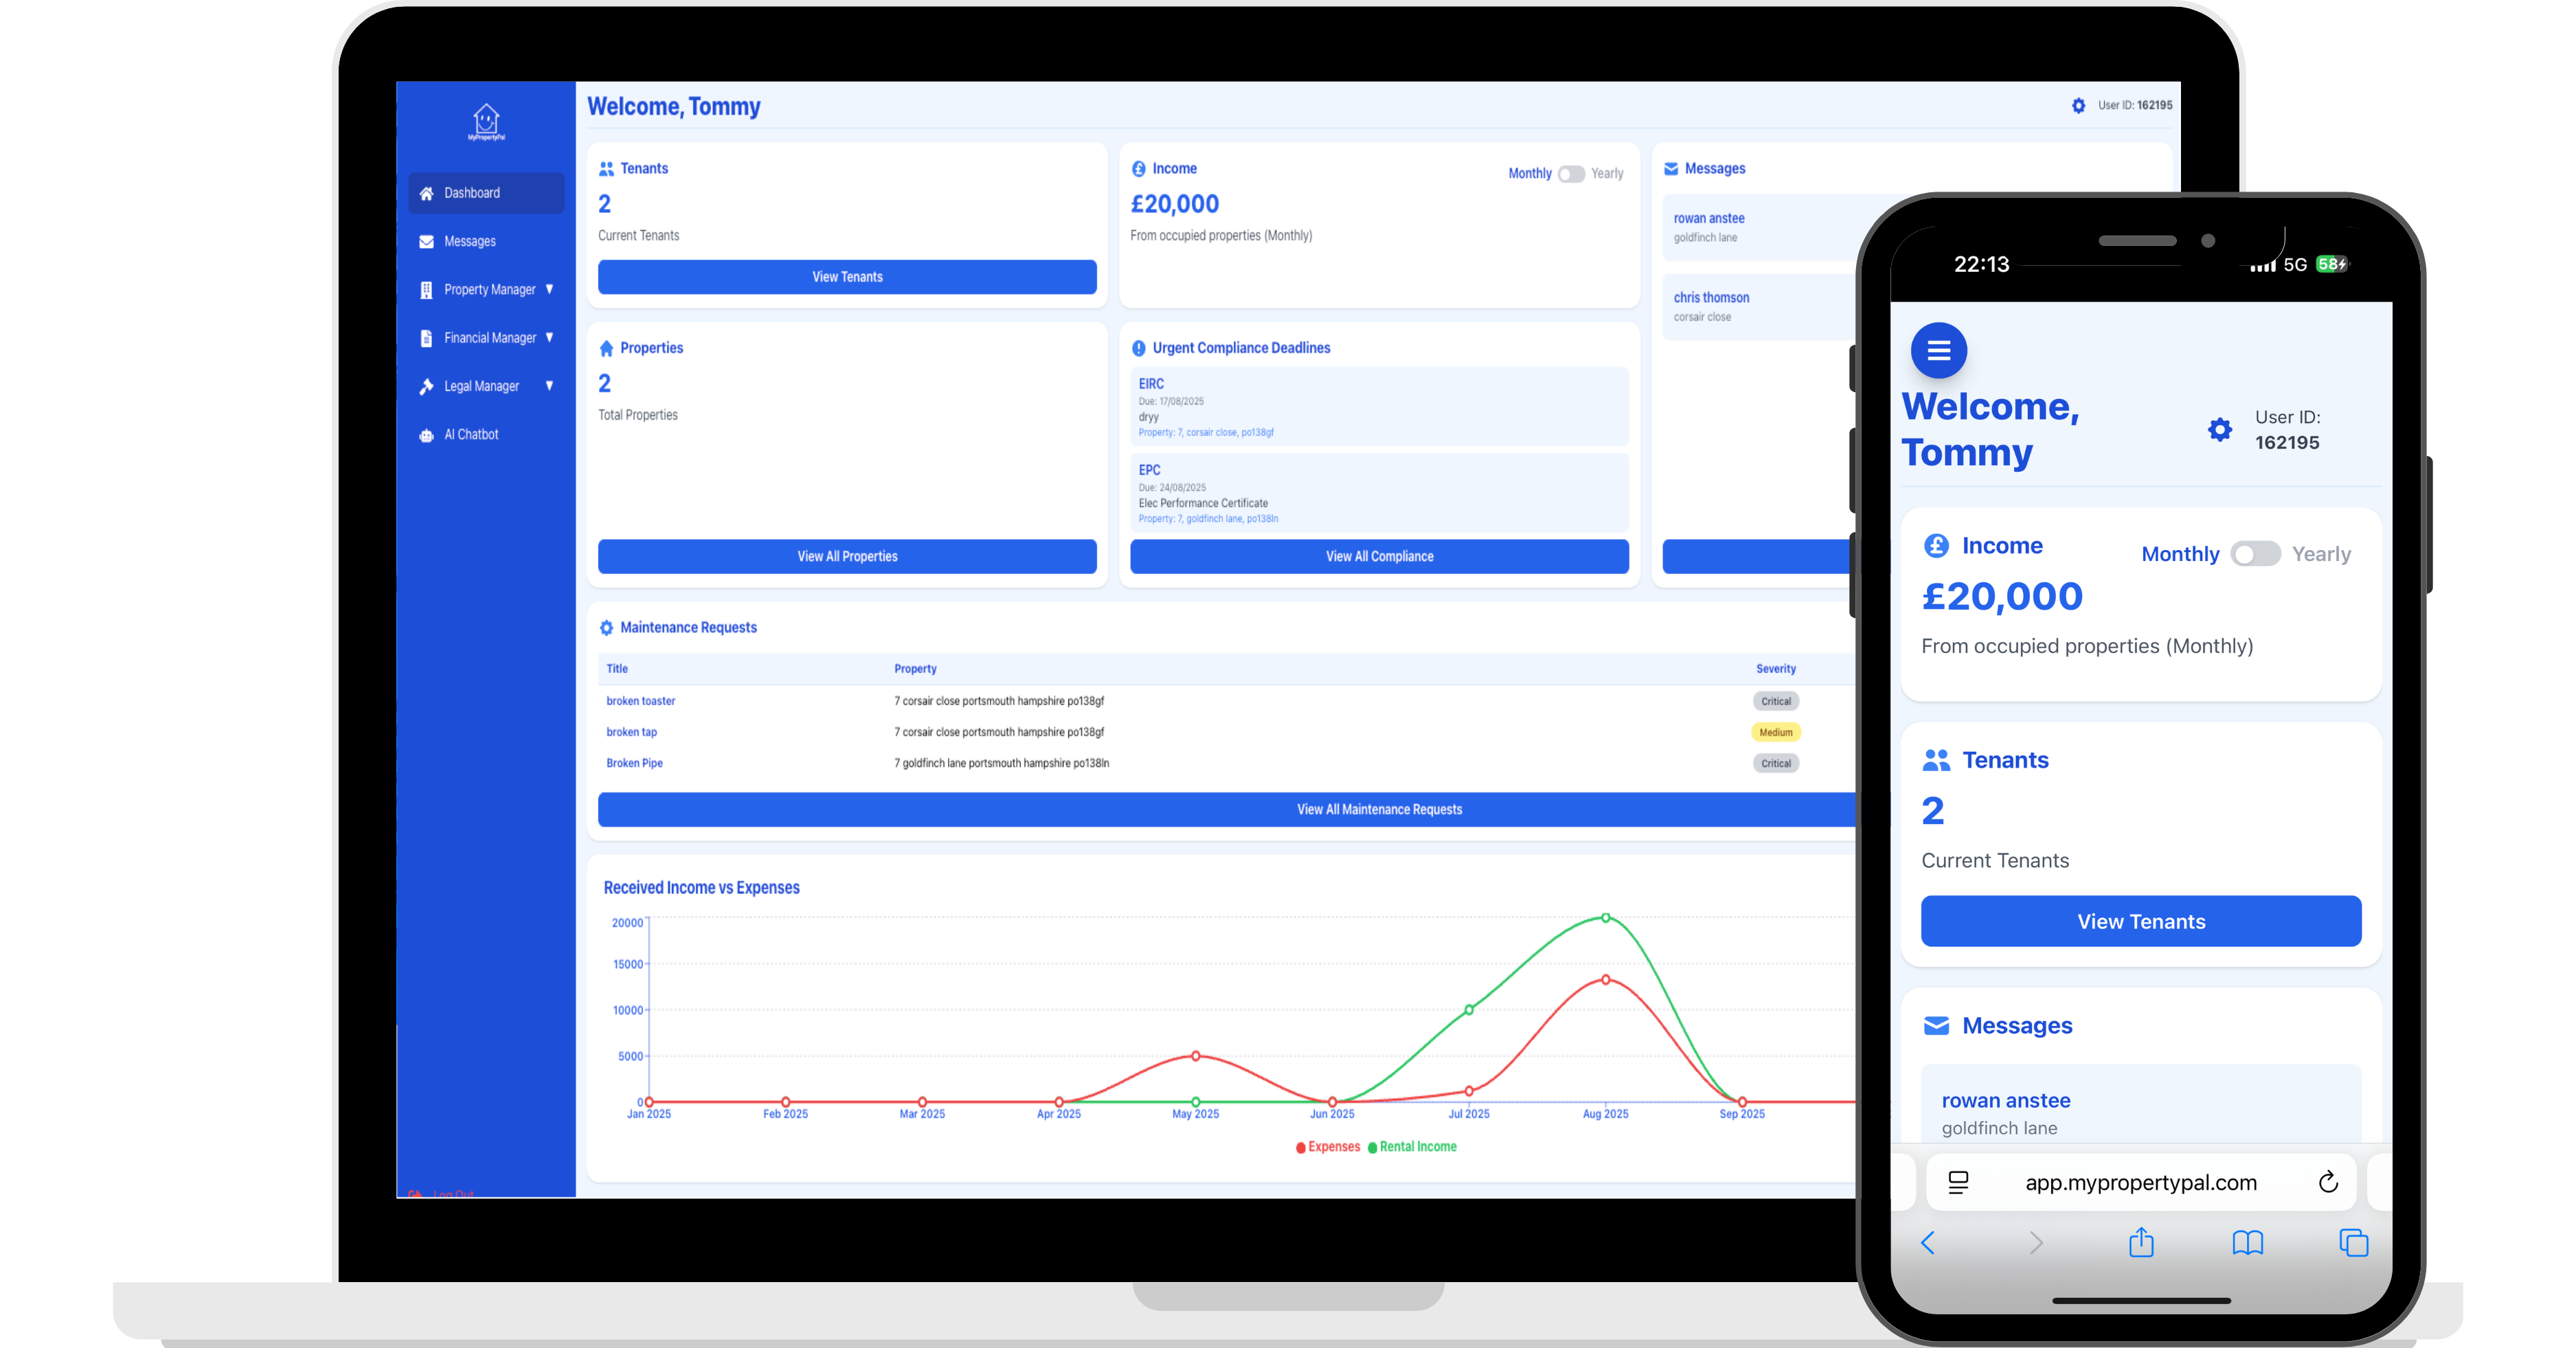 MyPropertyPal
Dashboard
Messages
Property Manager
Financial Manager
Legal Manager
AI Chatbot
Log Out
Welcome, Tommy
User ID: 162195
Tenants
2
Current Tenants
View Tenants
Income
Monthly Yearly
£20,000
From occupied properties (Monthly)
Messages
rowan anstee
goldfinch lane
chris thomson
corsair close
Properties
2
Total Properties
View All Properties
Urgent Compliance Deadlines
EIRC
Due: 17/08/2025
dryy
Property: 7, corsair close, po138gf
EPC
Due: 24/08/2025
Elec Performance Certificate
Property: 7, goldfinch lane, po138ln
View All Compliance
Maintenance Requests
Title Property Severity
broken toaster 7 corsair close portsmouth hampshire po138gf Critical
broken tap 7 corsair close portsmouth hampshire po138gf Medium
Broken Pipe 7 goldfinch lane portsmouth hampshire po138ln Critical
View All Maintenance Requests
Received Income vs Expenses
20000
15000
10000
5000
0
Jan 2025 Feb 2025 Mar 2025 Apr 2025 May 2025 Jun 2025 Jul 2025 Aug 2025 Sep 2025
Expenses Rental Income
22:13 5G 58
Welcome,
Tommy
User ID:
162195
Income
Monthly Yearly
£20,000
From occupied properties (Monthly)
Tenants
2
Current Tenants
View Tenants
Messages
rowan anstee
goldfinch lane
app.mypropertypal.com